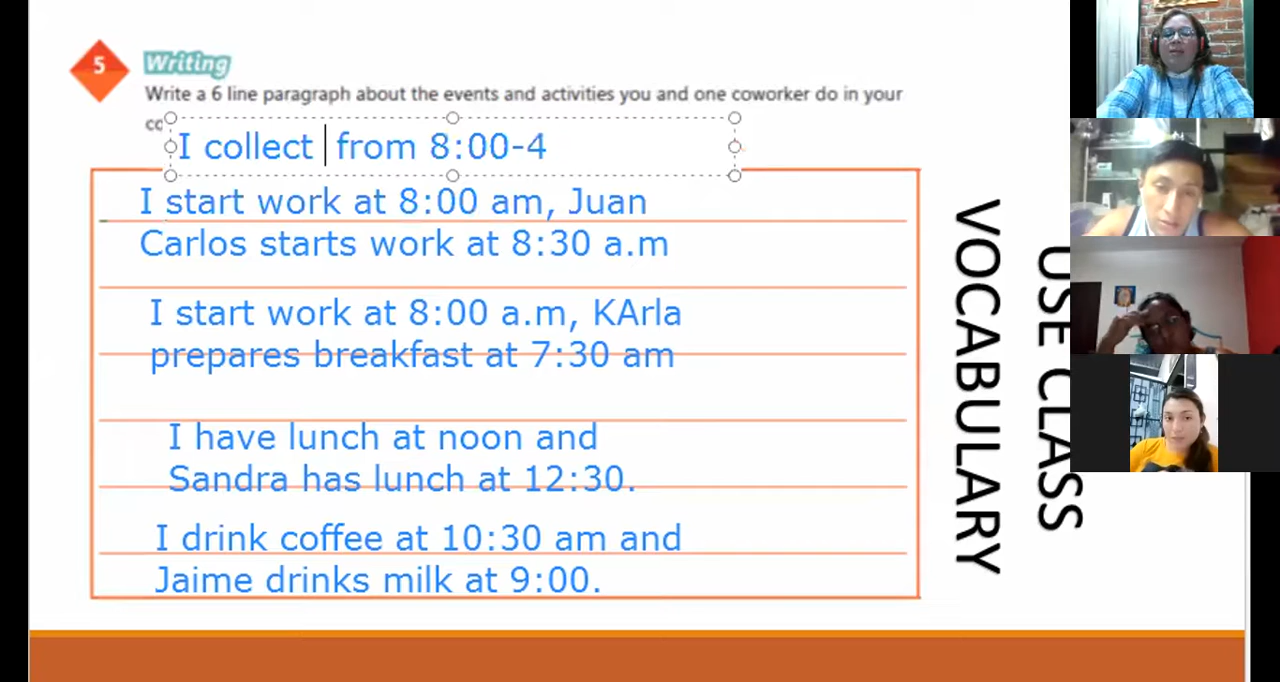 5
Writing
Write a 6 line paragraph about the events and activities you and one coworker do in your
I collect from 8:00-4
I start work at 8:00 am, Juan
Carlos starts work at 8:30 a.m
I start work at 8:00 a.m, KArla
prepares breakfast at 7:30 am
I have lunch at noon and
Sandra has lunch at 12:30.
I drink coffee at 10:30 am and
Jaime drinks milk at 9:00.
USE CLASS
VOCABULARY